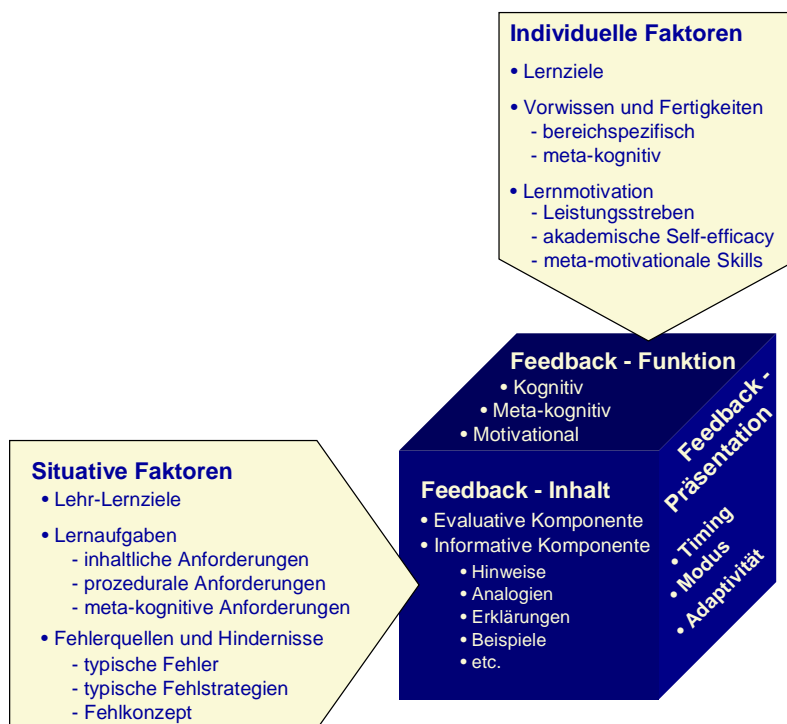 Individuelle Faktoren
• Lernziele
• Vorwissen und Fertigkeiten
- bereichspezifisch
- meta-kognitiv
• Lernmotivation
- Leistungsstreben
- akademische Self-efficacy
- meta-motivationale Skills
Feedback - Funktion
• Kognitiv
• Meta-kognitiv
• Motivational
Feedback -
Präsentation
• Timing
• Modus
• Adaptivität
Situative Faktoren
• Lehr-Lernziele
• Lernaufgaben
- inhaltliche Anforderungen
- prozedurale Anforderungen
- meta-kognitive Anforderungen
• Fehlerquellen und Hindernisse
- typische Fehler
- typische Fehlstrategien
- Fehlkonzept
Feedback - Inhalt
• Evaluative Komponente
• Informative Komponente
• Hinweise
• Analogien
• Erklärungen
• Beispiele
• etc.